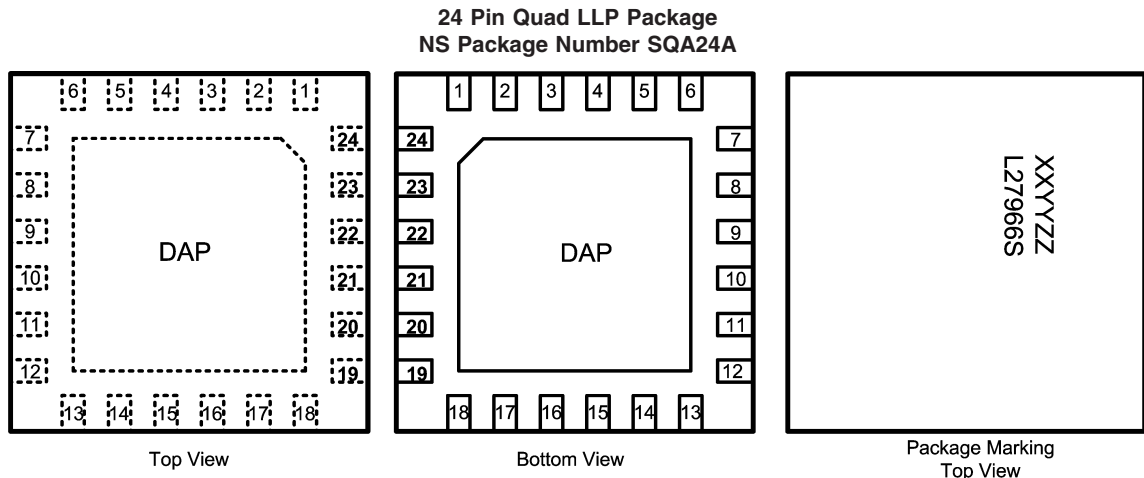 24 Pin Quad LLP Package
NS Package Number SQA24A
6 5 4 3 2 1
7
8
9
10
11
12
24
23
22
21
20
19
DAP
13 14 15 16 17 18
Top View
1 2 3 4 5 6
24
23
22
21
20
19
7
8
9
10
11
12
DAP
18 17 16 15 14 13
Bottom View
XXYYZZ
L27966S
Package Marking
Top View